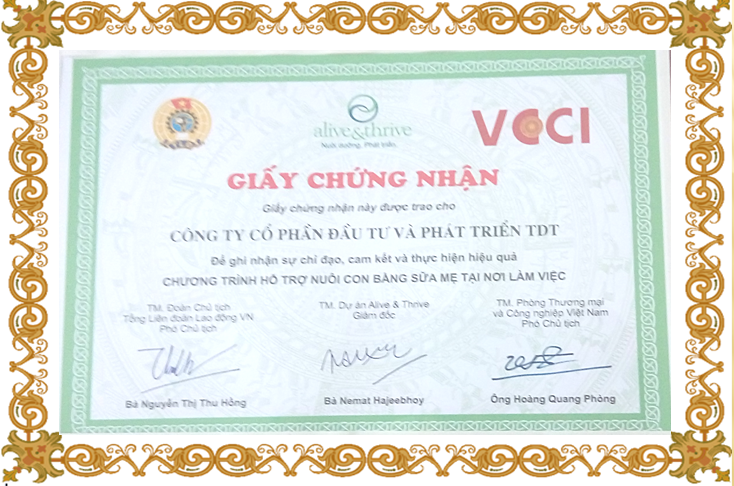 alive&thrive
Nuôi dưỡng. Phát triển.
VCCI
GIẤY CHỨNG NHẬN
Giấy chứng nhận này được trao cho
CÔNG TY CỔ PHẦN ĐẦU TƯ VÀ PHÁT TRIỂN TDT
Để ghi nhận sự chỉ đạo, cam kết và thực hiện hiệu quả
CHƯƠNG TRÌNH HỖ TRỢ NUÔI CON BẰNG SỮA MẸ TẠI NƠI LÀM VIỆC
TM. Đoàn Chủ tịch
Tổng Liên đoàn Lao động VN
Phó Chủ tịch
TM. Dự án Alive & Thrive
Giám đốc
TM. Phòng Thương mại
và Công nghiệp Việt Nam
Phó Chủ tịch
Bà Nguyễn Thị Thu Hồng
Bà Nemat Hajeebhoy
Ông Hoàng Quang Phòng